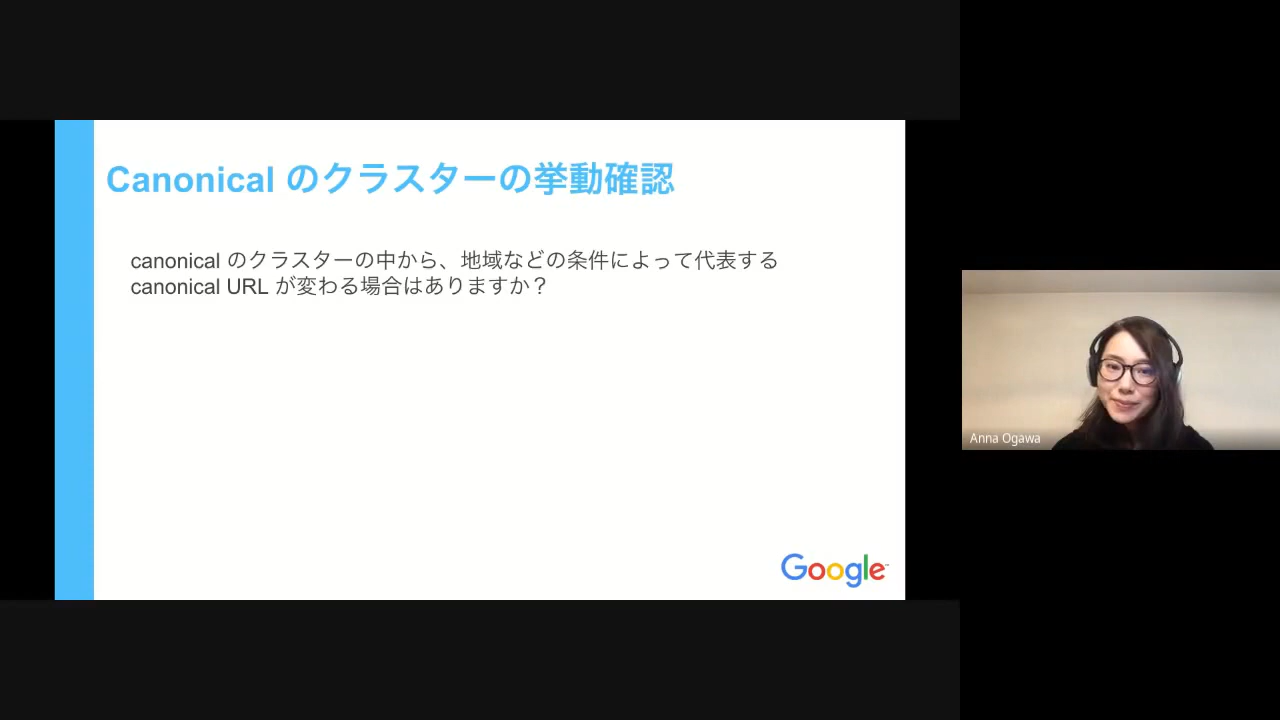 Canonical のクラスターの挙動確認
canonical のクラスターの中から、地域などの条件によって代表する
canonical URL が変わる場合はありますか？
Google
Anna Ogawa